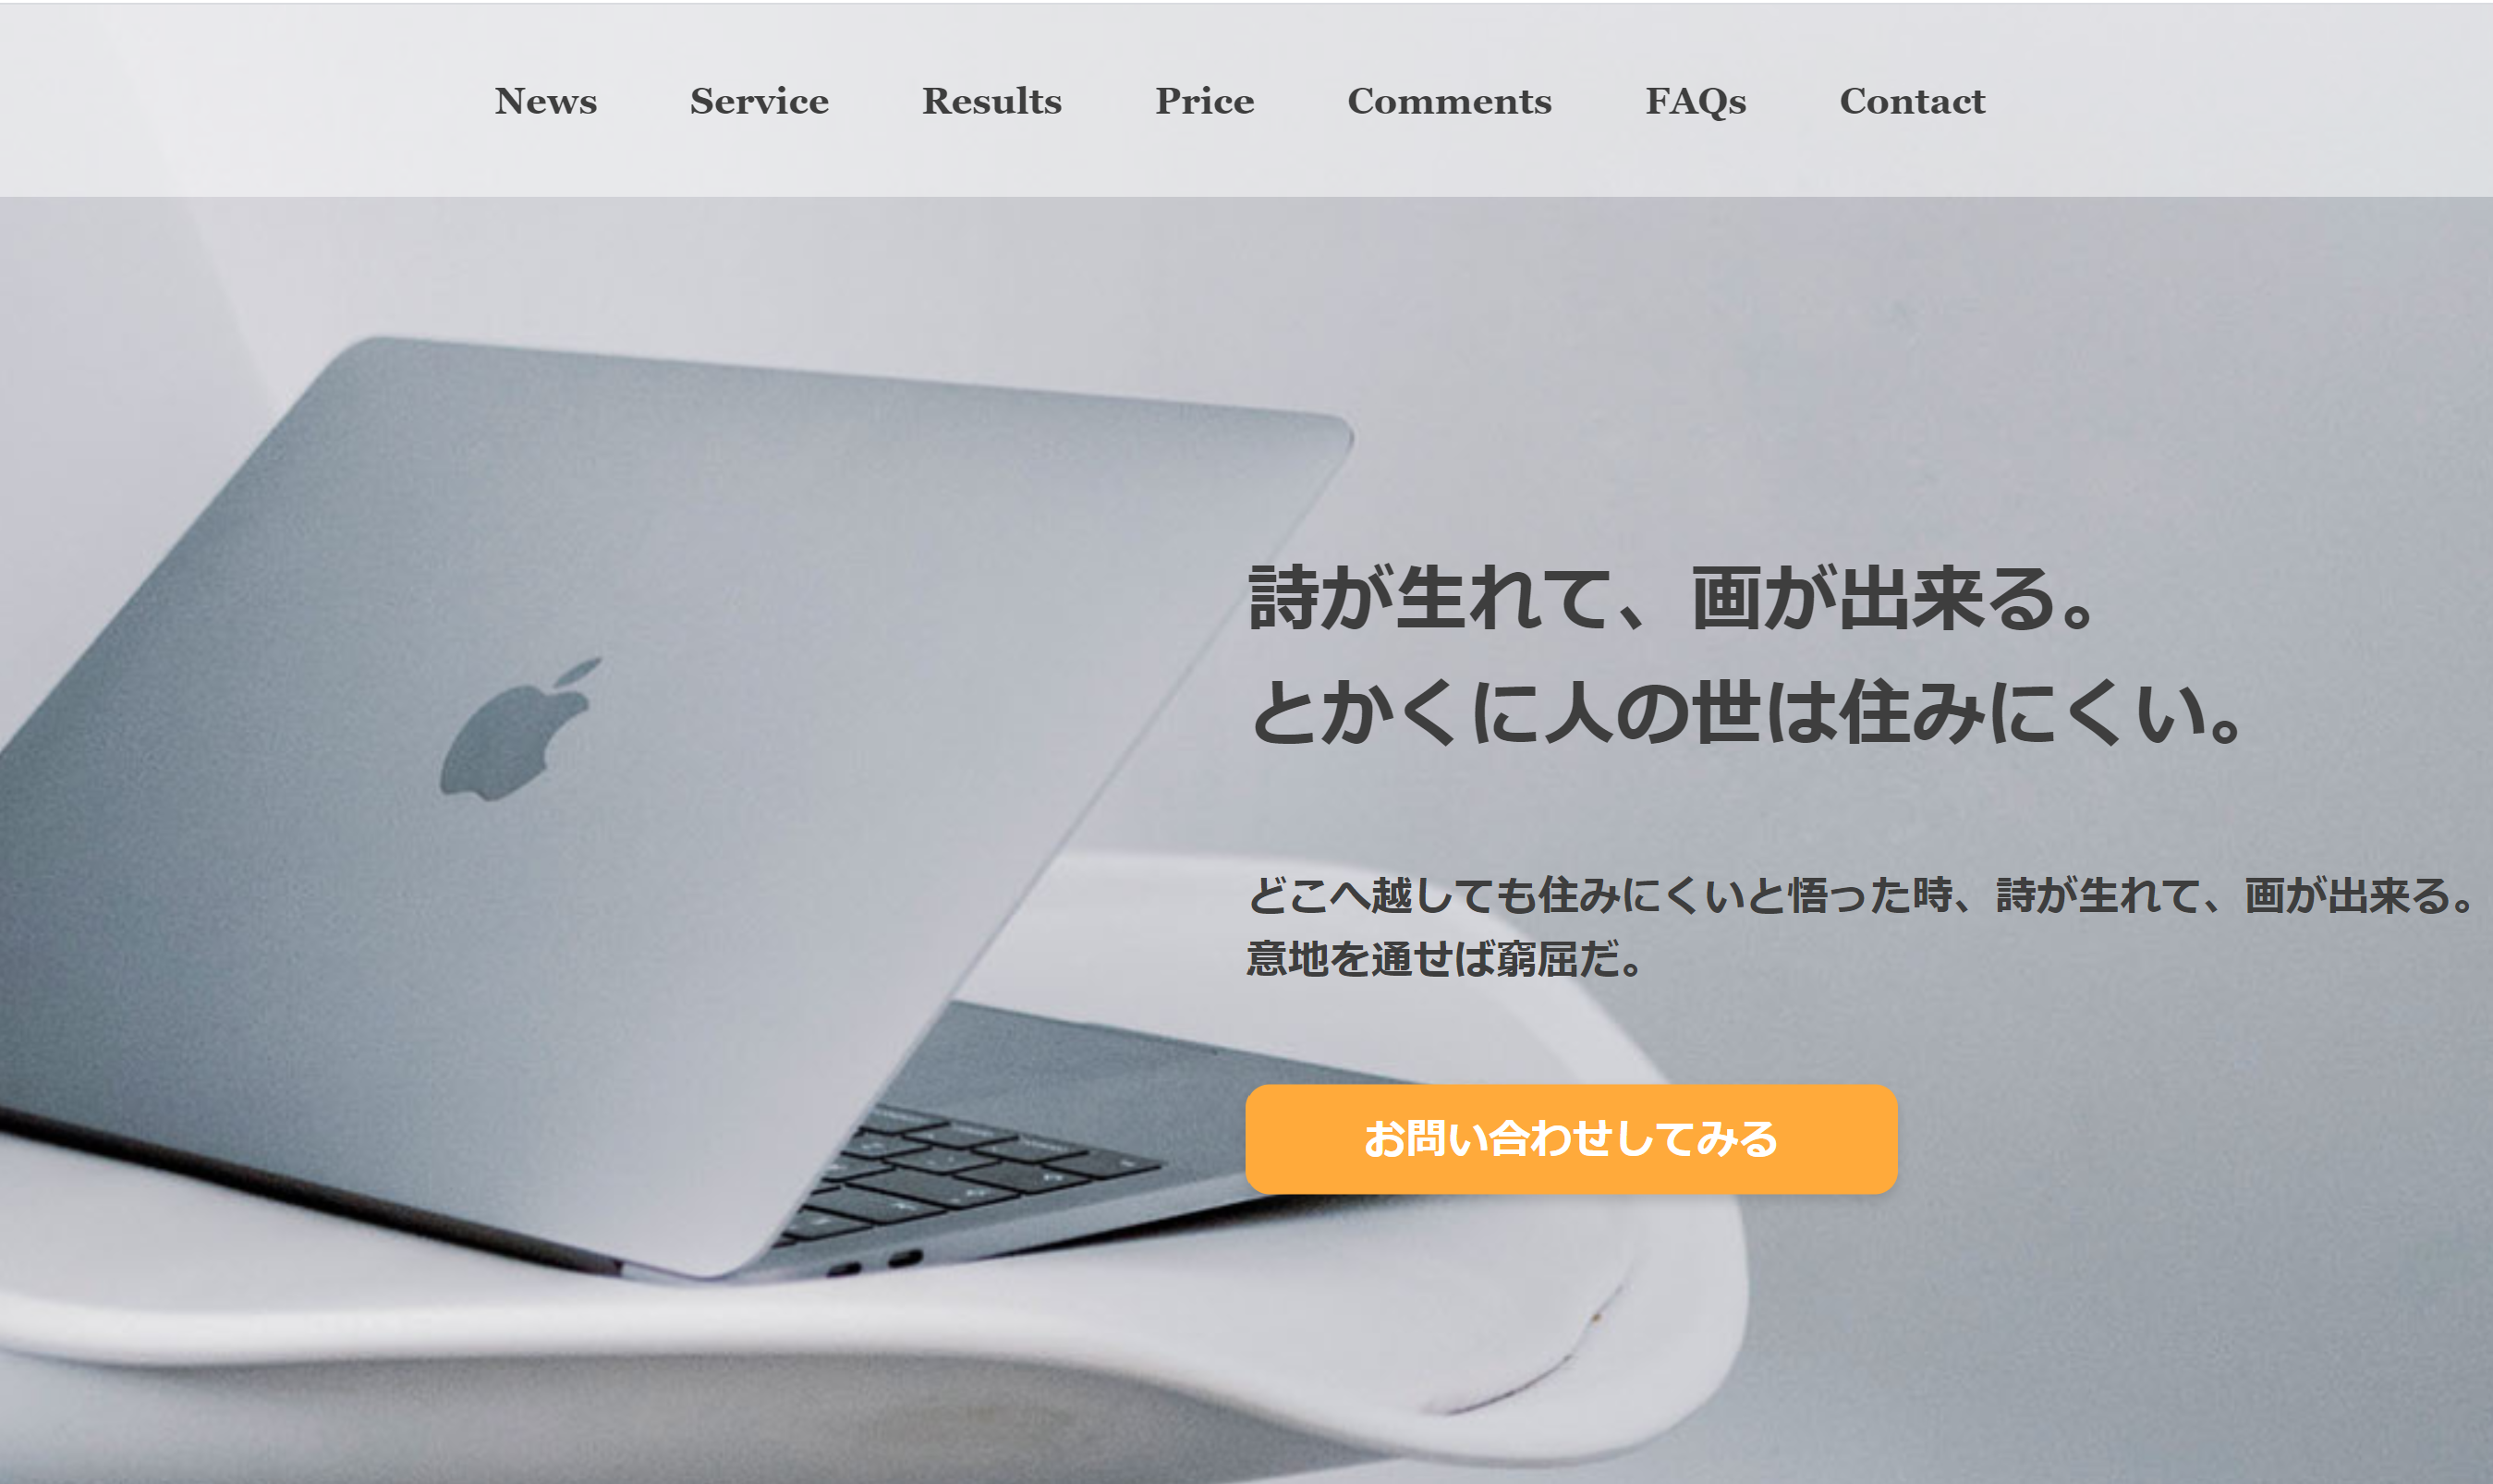 News Service Results Price Comments FAQs Contact
詩が生れて、画が出来る。
とかくに人の世は住みにくい。
どこへ越しても住みにくいと悟った時、詩が生れて、画が出来る。
意地を通せば窮屈だ。
お問い合わせしてみる